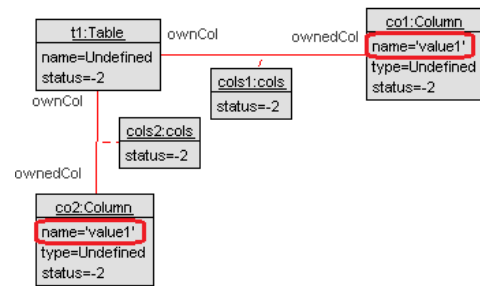 t1:Table
name=Undefined
status=-2
ownCol
ownedCol
co1:Column
name='value1'
type=Undefined
status=-2
cols1:cols
status=-2
ownCol
cols2:cols
status=-2
ownedCol
co2:Column
name='value1'
type=Undefined
status=-2